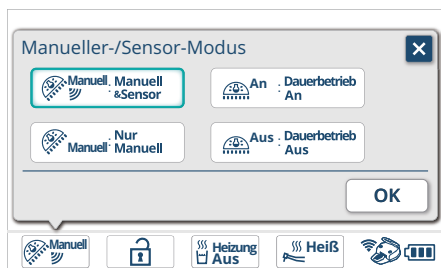 Manueller-/Sensor-Modus
Manuell : Manuell
&Sensor
An : Dauerbetrieb
An
Manuell : Nur
Manuell
Aus : Dauerbetrieb
Aus
OK
Manuell
Heizung
Aus
Heiß